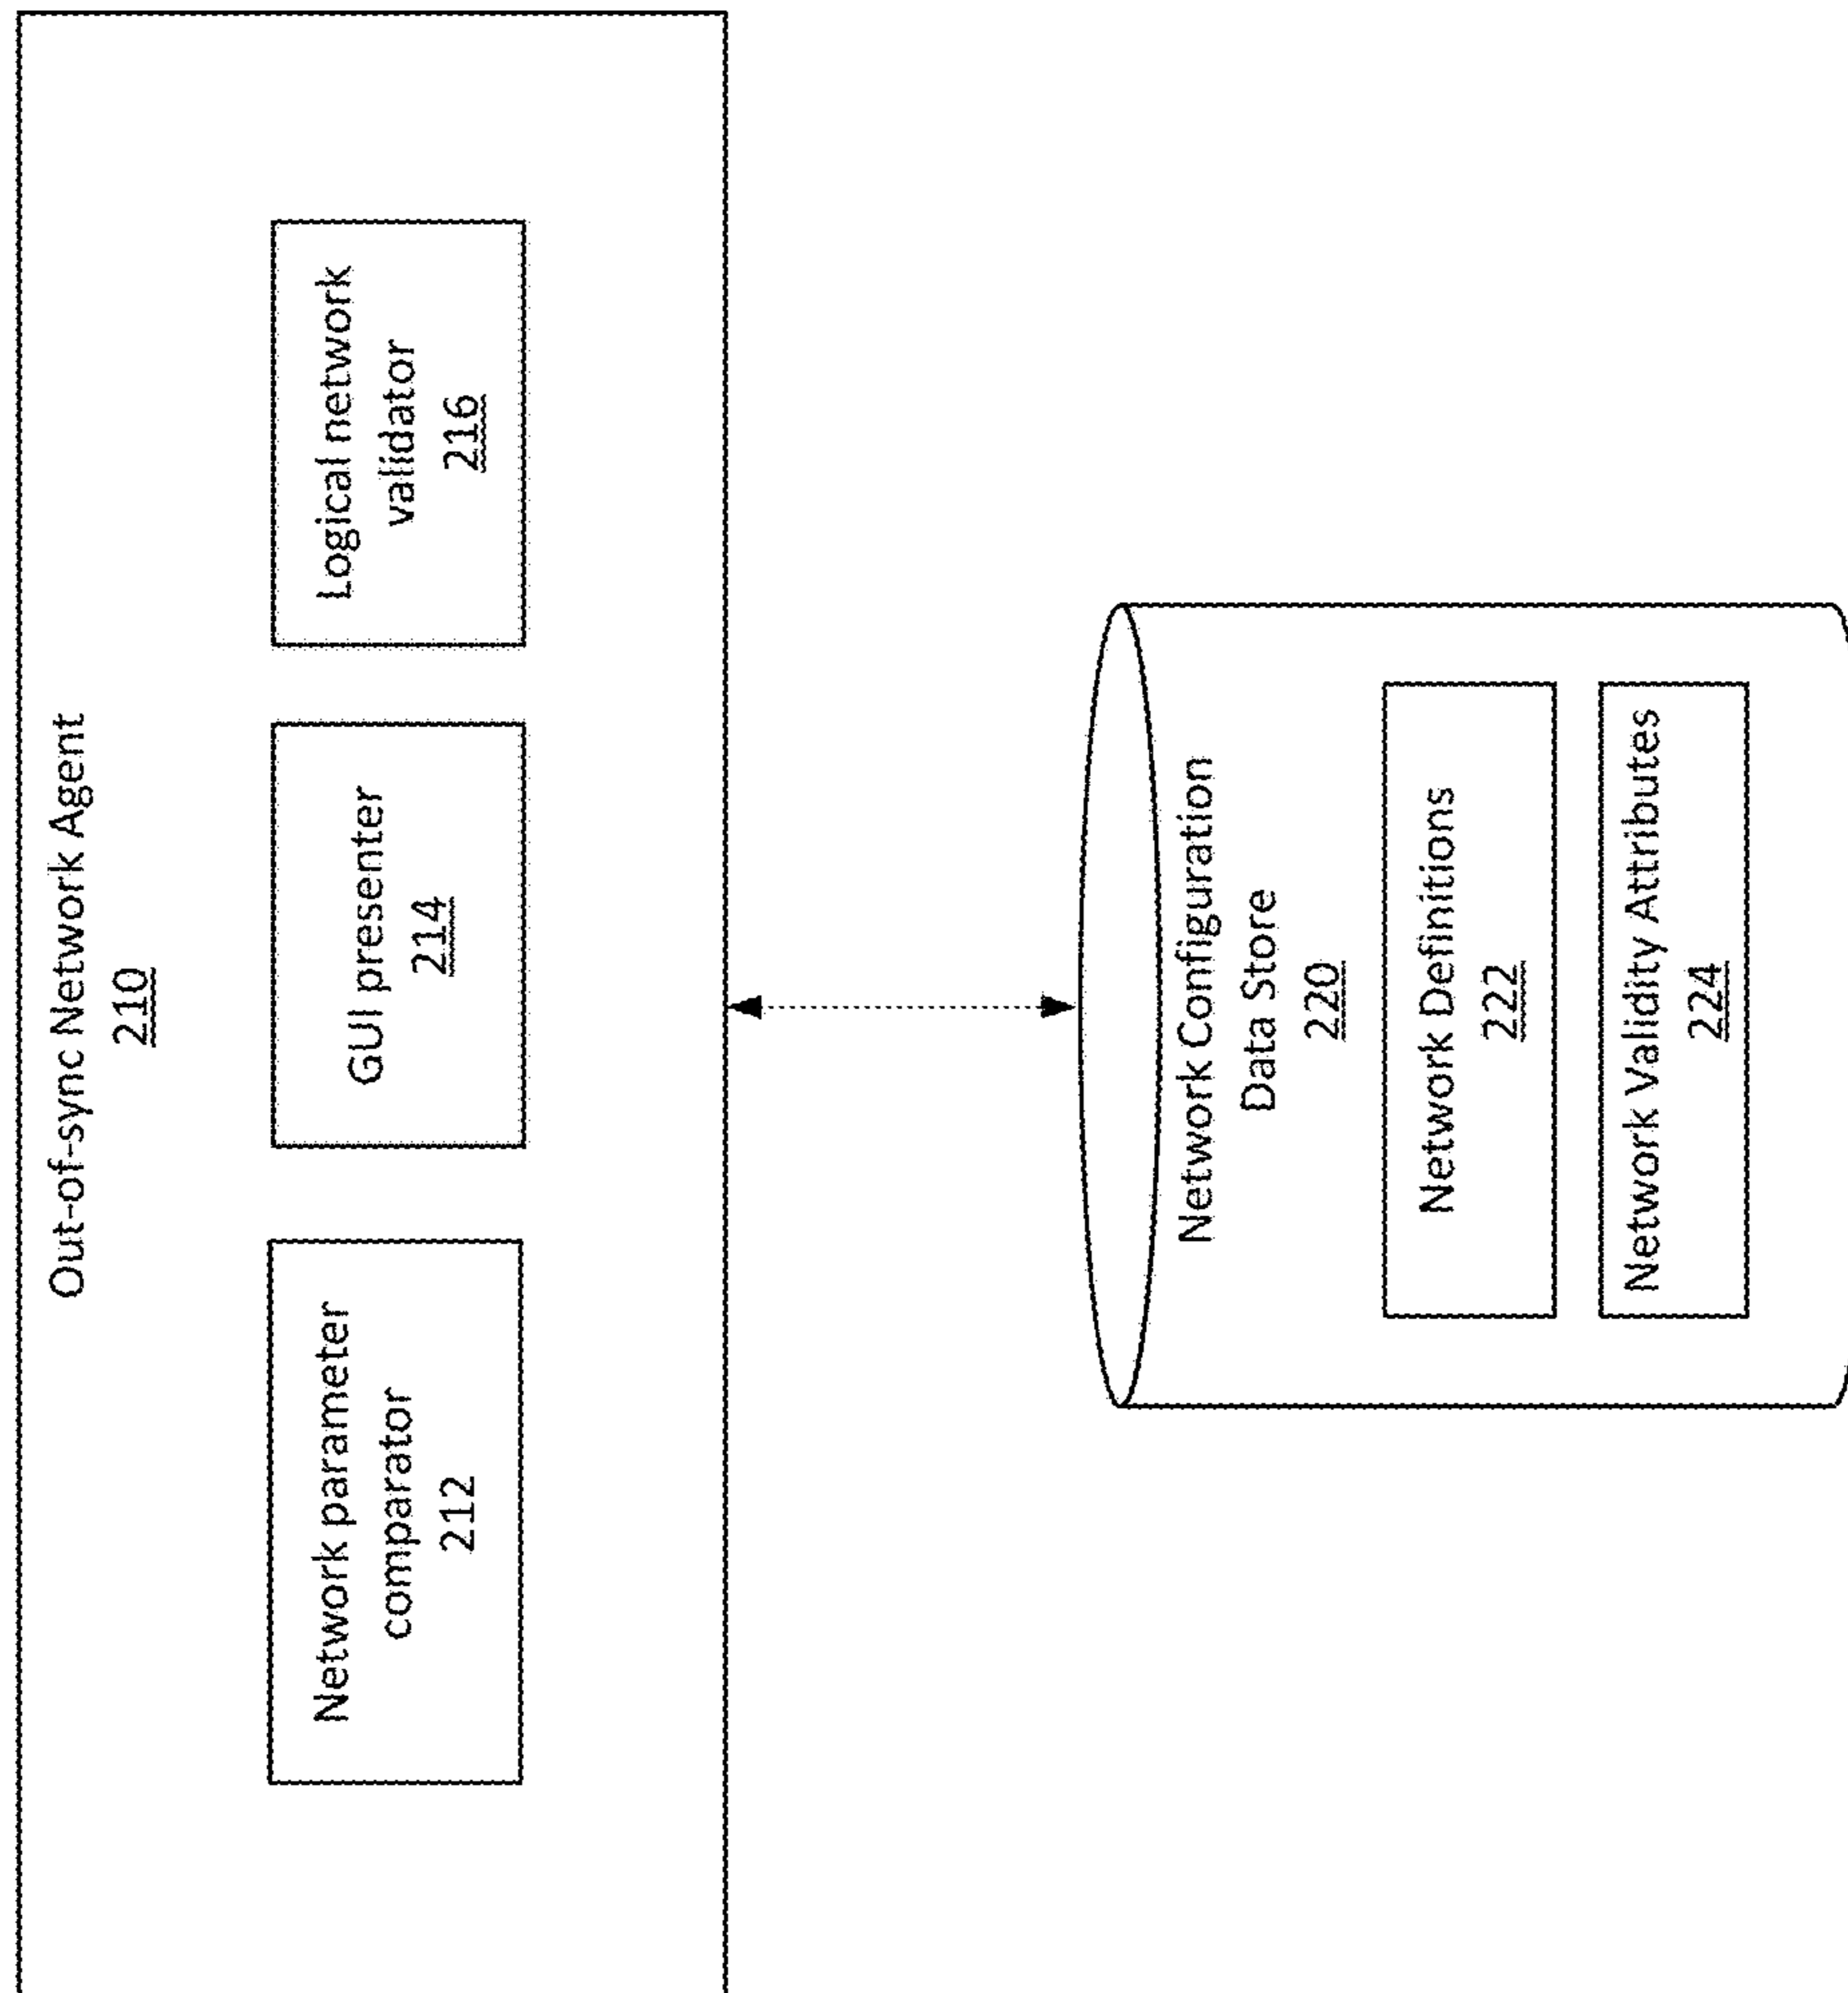 Out-of-sync Network Agent
210
Network parameter
comparator
212
GUI presenter
214
Logical network
validator
216
Network Configuration
Data Store
220
Network Definitions
222
Network Validity Attributes
224